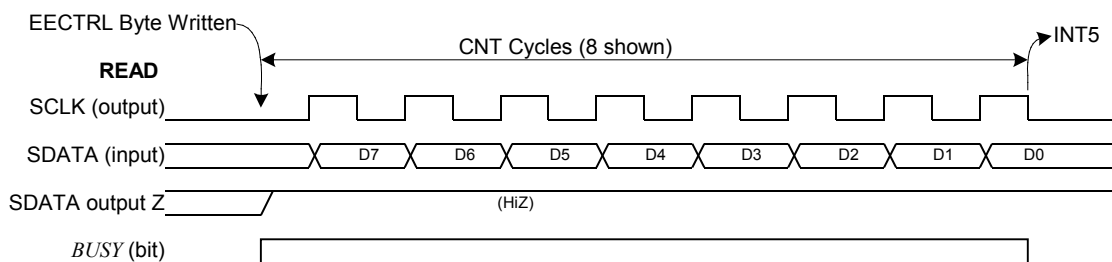 EECTRL Byte Written
INT5
CNT Cycles (8 shown)
READ
SCLK (output)
SDATA (input) D7 D6 D5 D4 D3 D2 D1 D0
SDATA output Z (HiZ)
BUSY (bit)